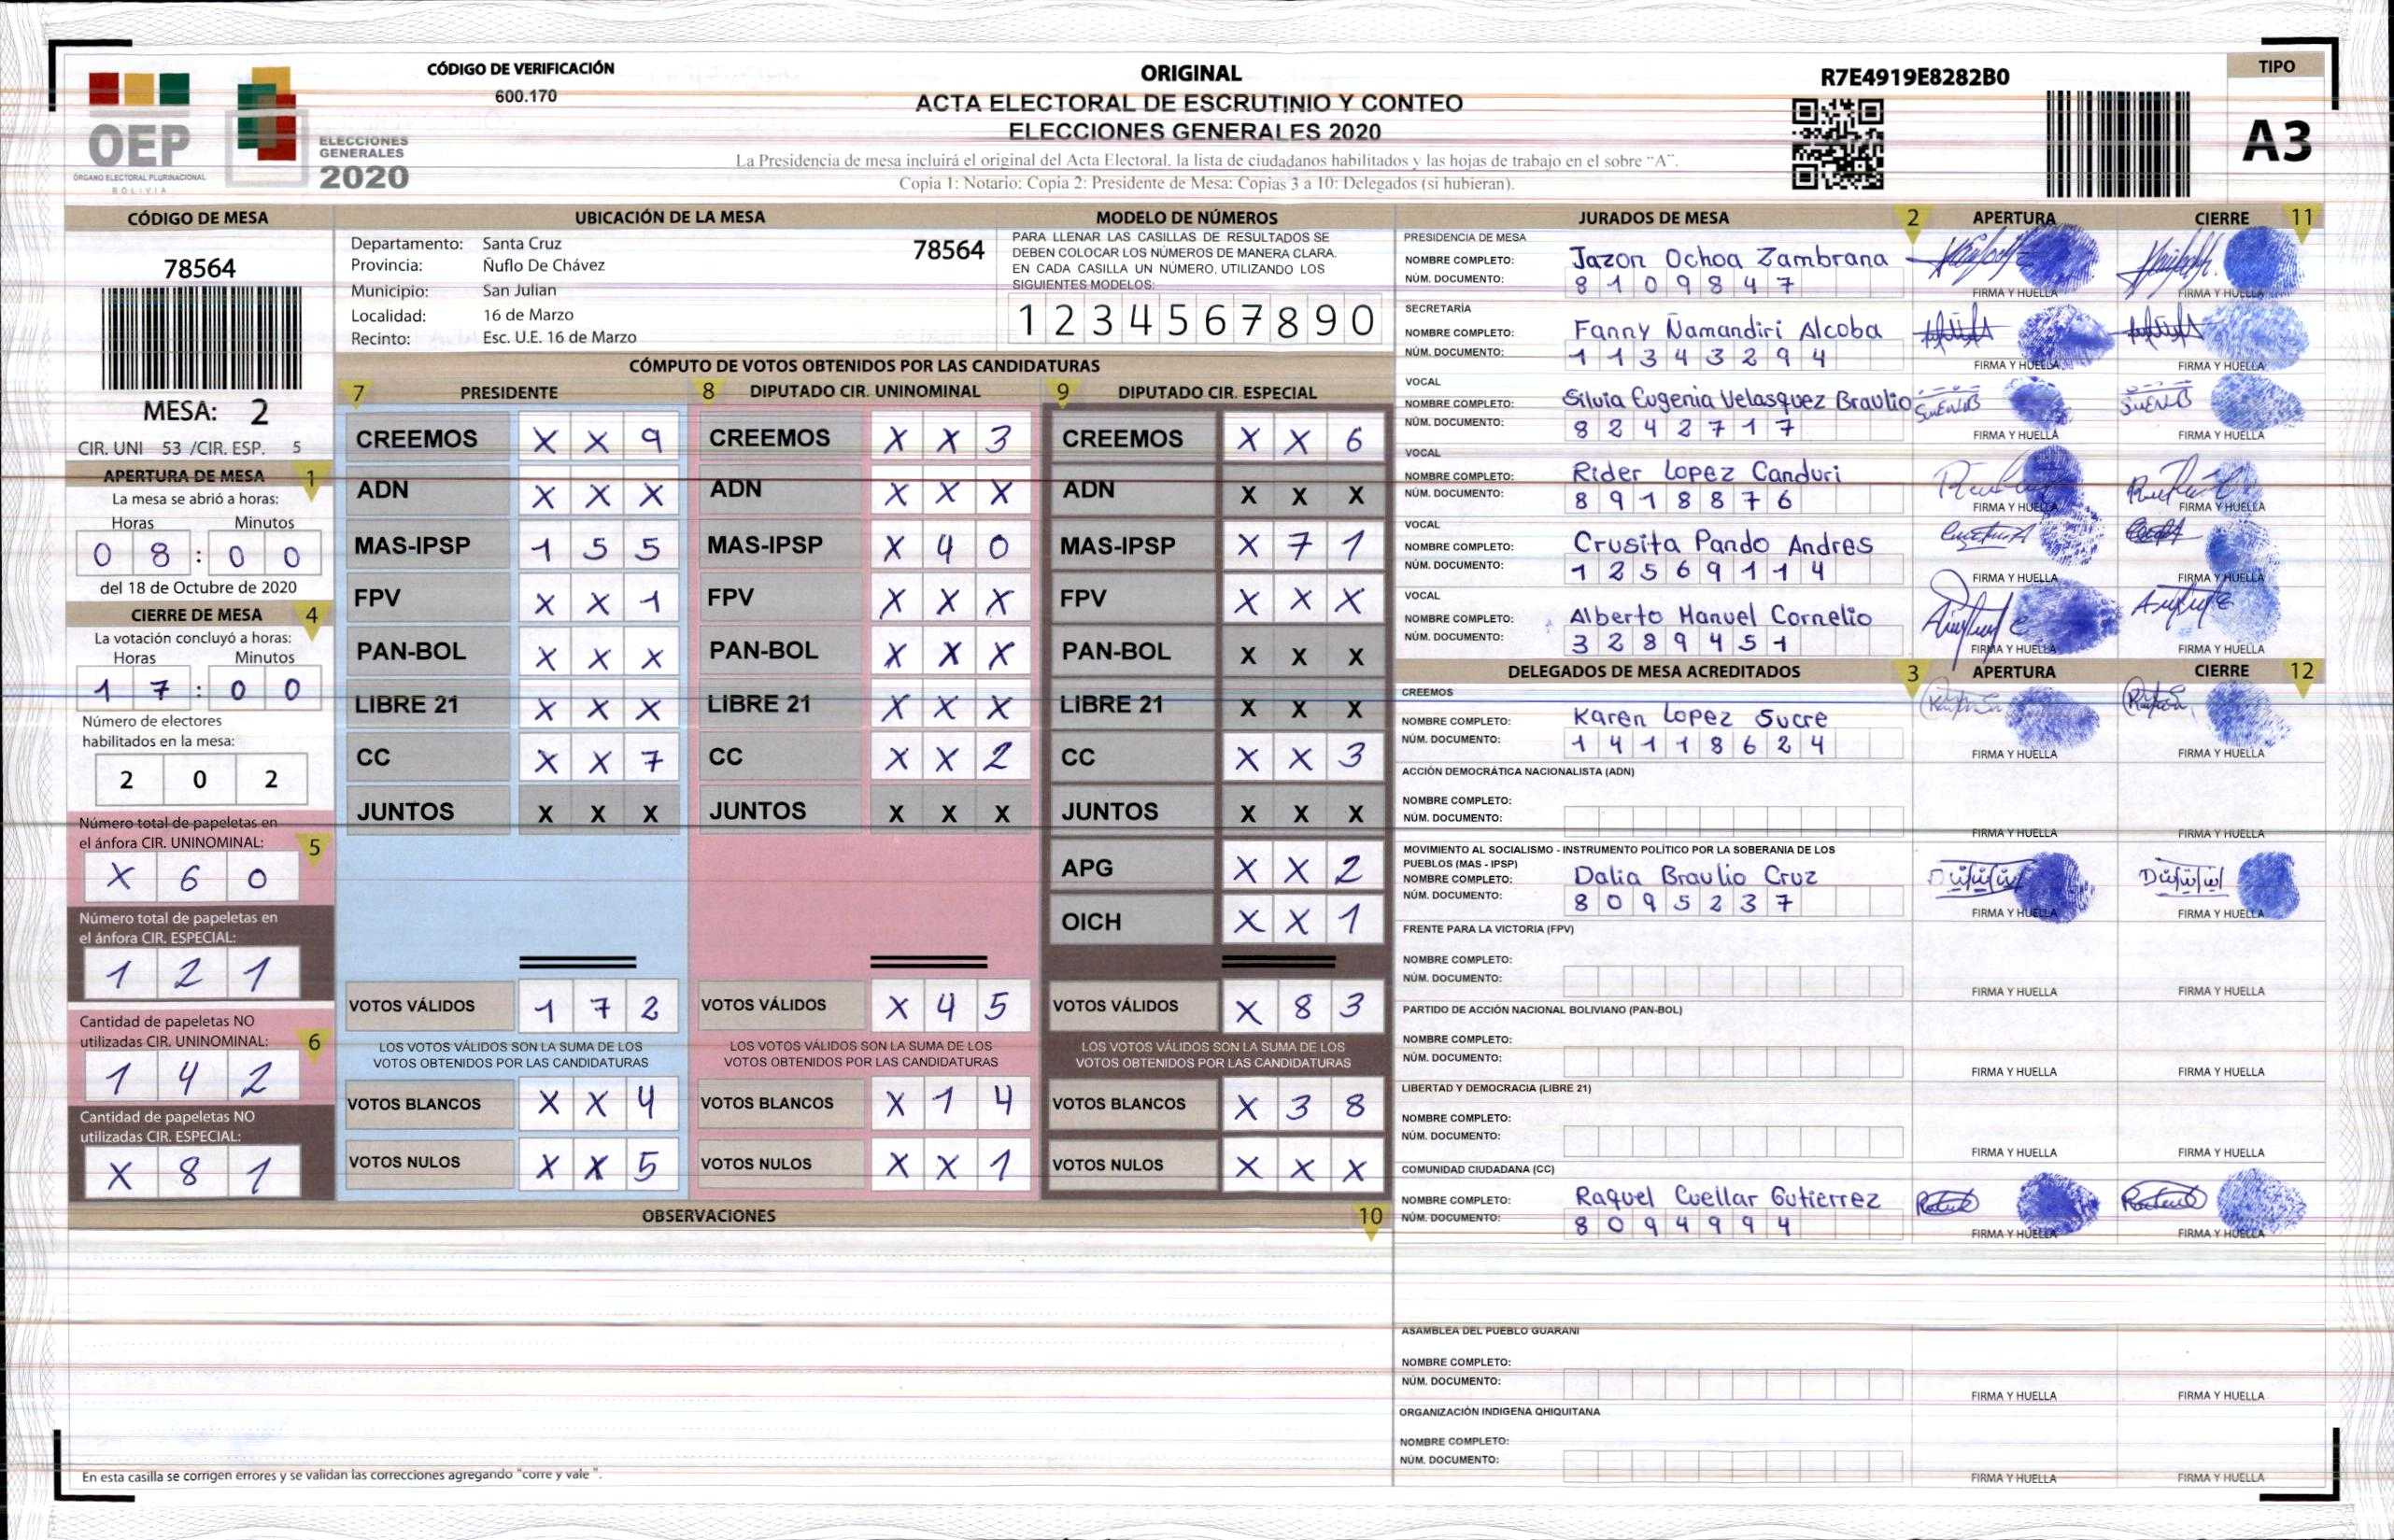 OEP
ÓRGANO ELECTORAL PLURINACIONAL
BOLIVIA
ELECCIONES
GENERALES
2020
CÓDIGO DE VERIFICACIÓN
600.170
ORIGINAL
ACTA ELECTORAL DE ESCRUTINIO Y CONTEO
ELECCIONES GENERALES 2020
La Presidencia de mesa incluirá el original del Acta Electoral, la lista de ciudadanos habilitados y las hojas de trabajo en el sobre "A".
Copia 1: Notario; Copia 2: Presidente de Mesa; Copias 3 a 10: Delegados (si hubieran).
R7E4919E8282B0
TIPO
A3
CÓDIGO DE MESA
78564
MESA: 2
CIR. UNI 53 /CIR. ESP. 5
APERTURA DE MESA 1
La mesa se abrió a horas:
Horas Minutos
0 8 : 0 0
del 18 de Octubre de 2020
CIERRE DE MESA 4
La votación concluyó a horas:
Horas Minutos
1 7 : 0 0
Número de electores
habilitados en la mesa:
2 0 2
Número total de papeletas en
el ánfora CIR. UNINOMINAL: 5
X 6 0
Número total de papeletas en
el ánfora CIR. ESPECIAL:
1 2 1
Cantidad de papeletas NO
utilizadas CIR. UNINOMINAL: 6
1 4 2
Cantidad de papeletas NO
utilizadas CIR. ESPECIAL:
X 8 1
UBICACIÓN DE LA MESA
Departamento: Santa Cruz 78564
Provincia: Ñuflo De Chávez
Municipio: San Julian
Localidad: 16 de Marzo
Recinto: Esc. U.E. 16 de Marzo
MODELO DE NÚMEROS
PARA LLENAR LAS CASILLAS DE RESULTADOS SE
DEBEN COLOCAR LOS NÚMEROS DE MANERA CLARA.
EN CADA CASILLA UN NÚMERO, UTILIZANDO LOS
SIGUIENTES MODELOS:
1 2 3 4 5 6 7 8 9 0
CÓMPUTO DE VOTOS OBTENIDOS POR LAS CANDIDATURAS
7 PRESIDENTE 8 DIPUTADO CIR. UNINOMINAL 9 DIPUTADO CIR. ESPECIAL
CREEMOS X X 9 CREEMOS X X 3 CREEMOS X X 6
ADN X X X ADN X X X ADN X X X
MAS-IPSP 1 5 5 MAS-IPSP X 4 0 MAS-IPSP X 7 1
FPV X X 1 FPV X X X FPV X X X
PAN-BOL X X X PAN-BOL X X X PAN-BOL X X X
LIBRE 21 X X X LIBRE 21 X X X LIBRE 21 X X X
CC X X 7 CC X X 2 CC X X 3
JUNTOS X X X JUNTOS X X X JUNTOS X X X
APG X X 2
OICH X X 1
VOTOS VÁLIDOS 1 7 2 VOTOS VÁLIDOS X 4 5 VOTOS VÁLIDOS X 8 3
LOS VOTOS VÁLIDOS SON LA SUMA DE LOS LOS VOTOS VÁLIDOS SON LA SUMA DE LOS LOS VOTOS VÁLIDOS SON LA SUMA DE LOS
VOTOS OBTENIDOS POR LAS CANDIDATURAS VOTOS OBTENIDOS POR LAS CANDIDATURAS VOTOS OBTENIDOS POR LAS CANDIDATURAS
VOTOS BLANCOS X X 4 VOTOS BLANCOS X 1 4 VOTOS BLANCOS X 3 8
VOTOS NULOS X X 5 VOTOS NULOS X X 1 VOTOS NULOS X X X
OBSERVACIONES 10
En esta casilla se corrigen errores y se validan las correcciones agregando "corre y vale ".
JURADOS DE MESA 2 APERTURA CIERRE 11
PRESIDENCIA DE MESA
NOMBRE COMPLETO: Jazon Ochoa Zambrana
NÚM. DOCUMENTO: 8 1 0 9 8 4 7
FIRMA Y HUELLA FIRMA Y HUELLA
SECRETARÍA
NOMBRE COMPLETO: Fanny Ñamandiri Alcoba
NÚM. DOCUMENTO: 1 1 3 4 3 2 9 4
FIRMA Y HUELLA FIRMA Y HUELLA
VOCAL
NOMBRE COMPLETO: Silvia Eugenia Velasquez Braulio
NÚM. DOCUMENTO: 8 2 4 2 7 1 7
FIRMA Y HUELLA FIRMA Y HUELLA
VOCAL
NOMBRE COMPLETO: Rider Lopez Canduri
NÚM. DOCUMENTO: 8 9 1 8 8 7 6
FIRMA Y HUELLA FIRMA Y HUELLA
VOCAL
NOMBRE COMPLETO: Crusita Pando Andres
NÚM. DOCUMENTO: 1 2 5 6 9 1 1 4
FIRMA Y HUELLA FIRMA Y HUELLA
VOCAL
NOMBRE COMPLETO: Alberto Manuel Cornelio
NÚM. DOCUMENTO: 3 2 8 9 4 5 1
FIRMA Y HUELLA FIRMA Y HUELLA
DELEGADOS DE MESA ACREDITADOS 3 APERTURA CIERRE 12
CREEMOS
NOMBRE COMPLETO: Karen Lopez Sucre
NÚM. DOCUMENTO: 1 4 1 1 8 6 2 4
FIRMA Y HUELLA FIRMA Y HUELLA
ACCIÓN DEMOCRÁTICA NACIONALISTA (ADN)
NOMBRE COMPLETO:
NÚM. DOCUMENTO:
FIRMA Y HUELLA FIRMA Y HUELLA
MOVIMIENTO AL SOCIALISMO - INSTRUMENTO POLÍTICO POR LA SOBERANIA DE LOS
PUEBLOS (MAS - IPSP)
NOMBRE COMPLETO: Dalia Braulio Cruz
NÚM. DOCUMENTO: 8 0 9 5 2 3 7
FIRMA Y HUELLA FIRMA Y HUELLA
FRENTE PARA LA VICTORIA (FPV)
NOMBRE COMPLETO:
NÚM. DOCUMENTO:
FIRMA Y HUELLA FIRMA Y HUELLA
PARTIDO DE ACCIÓN NACIONAL BOLIVIANO (PAN-BOL)
NOMBRE COMPLETO:
NÚM. DOCUMENTO:
FIRMA Y HUELLA FIRMA Y HUELLA
LIBERTAD Y DEMOCRACIA (LIBRE 21)
NOMBRE COMPLETO:
NÚM. DOCUMENTO:
FIRMA Y HUELLA FIRMA Y HUELLA
COMUNIDAD CIUDADANA (CC)
NOMBRE COMPLETO: Raquel Cuellar Gutierrez
NÚM. DOCUMENTO: 8 0 9 4 9 9 4
FIRMA Y HUELLA FIRMA Y HUELLA
ASAMBLEA DEL PUEBLO GUARANI
NOMBRE COMPLETO:
NÚM. DOCUMENTO:
FIRMA Y HUELLA FIRMA Y HUELLA
ORGANIZACIÓN INDIGENA QHIQUITANA
NOMBRE COMPLETO:
NÚM. DOCUMENTO:
FIRMA Y HUELLA FIRMA Y HUELLA